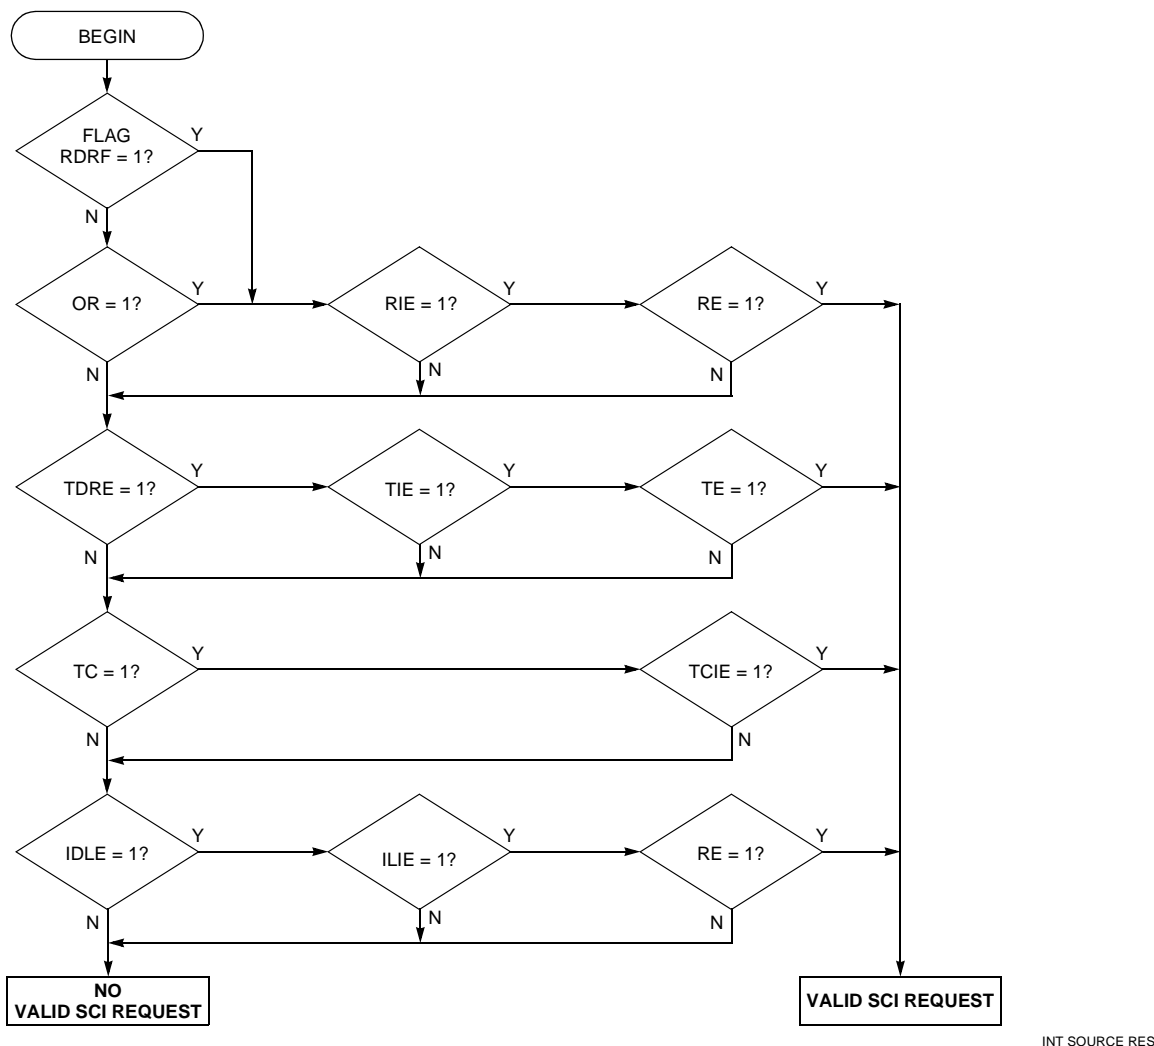 BEGIN
FLAG
RDRF = 1?
Y
N
OR = 1?
Y
RIE = 1?
Y
RE = 1?
Y
N
N
N
TDRE = 1?
Y
TIE = 1?
Y
TE = 1?
Y
N
N
N
TC = 1?
Y
TCIE = 1?
Y
N
N
IDLE = 1?
Y
ILIE = 1?
Y
RE = 1?
Y
N
N
N
NO
VALID SCI REQUEST
VALID SCI REQUEST
INT SOURCE RES